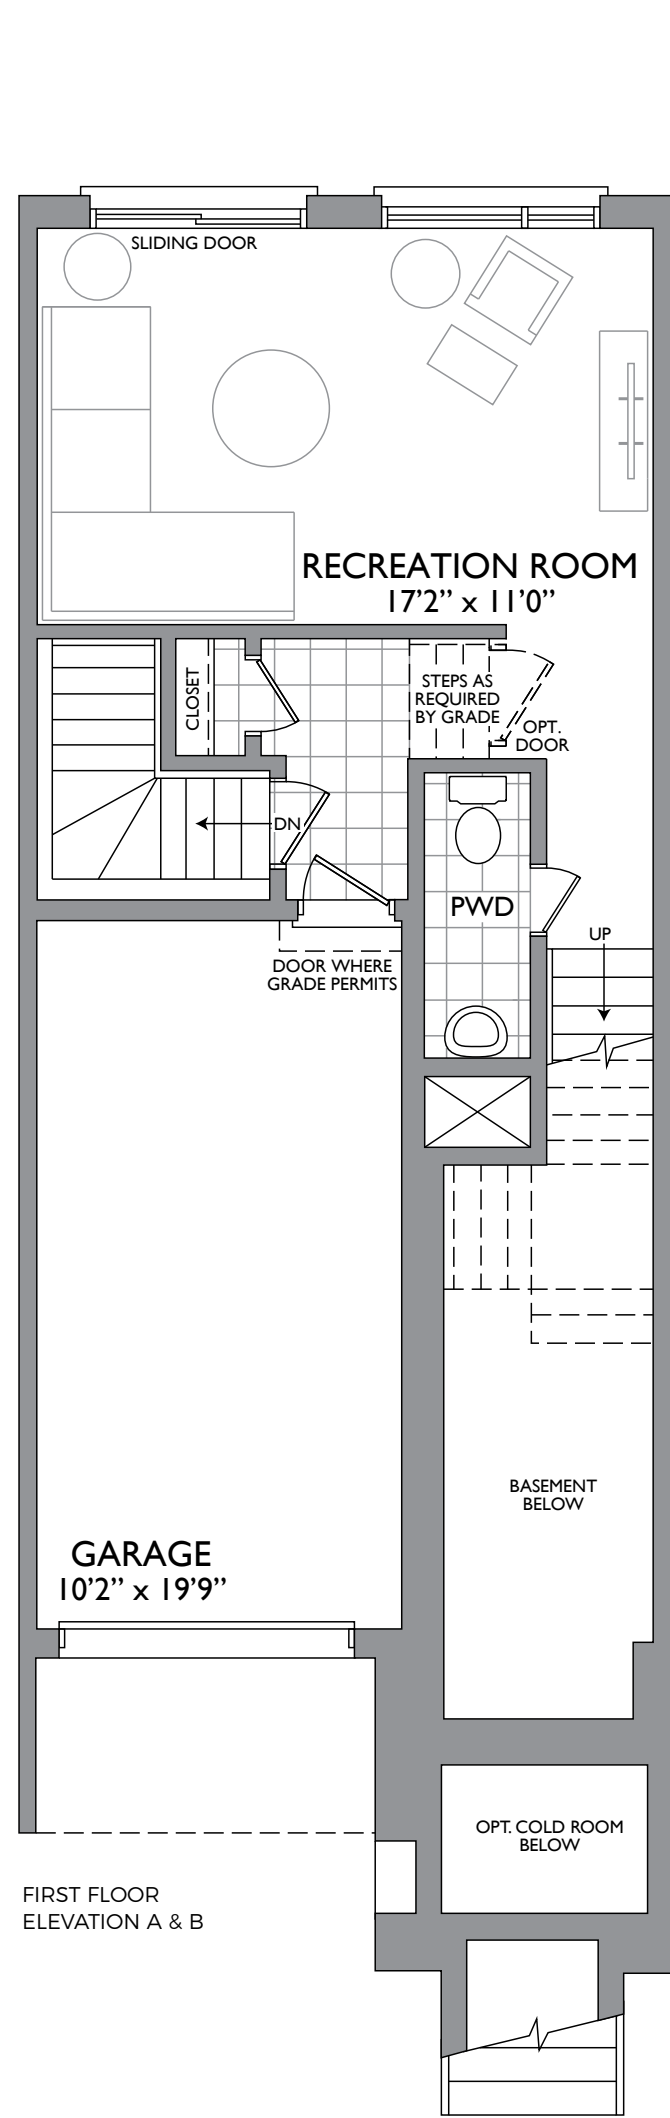 SLIDING DOOR
RECREATION ROOM
17’2” x 11’0”
CLOSET
STEPS AS
REQUIRED
BY GRADE
OPT.
DOOR
DN
PWD
UP
DOOR WHERE
GRADE PERMITS
BASEMENT
BELOW
GARAGE
10’2” x 19’9”
OPT. COLD ROOM
BELOW
FIRST FLOOR
ELEVATION A & B